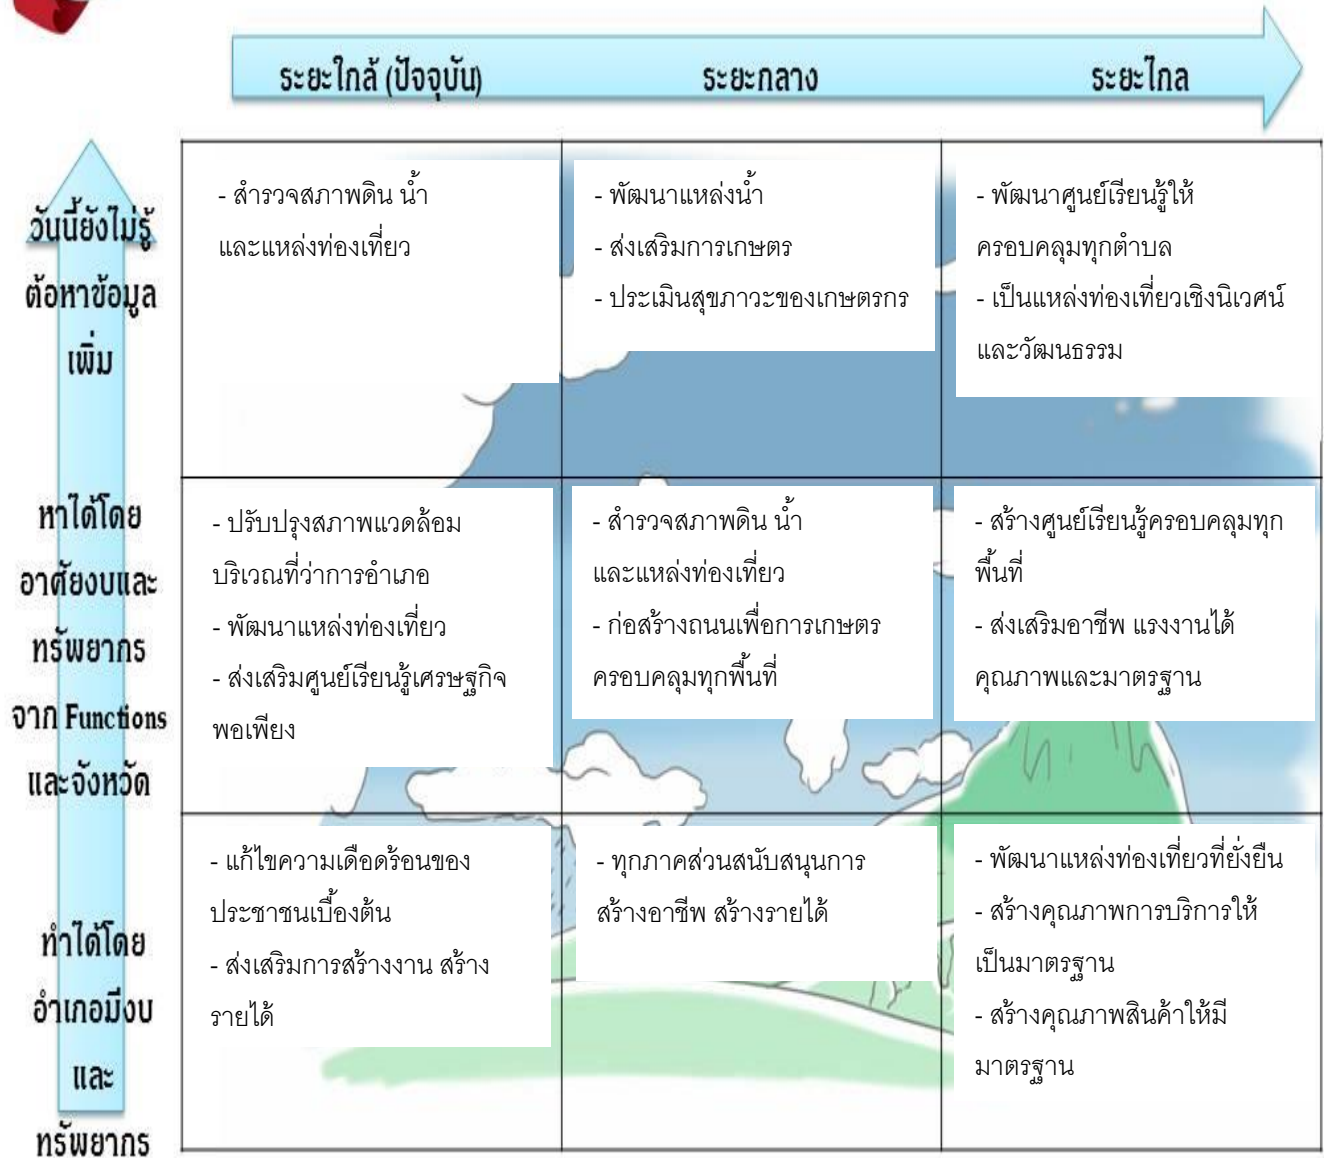 ระยะใกล้ (ปัจจุบัน) ระยะกลาง ระยะไกล
วันนี้ยังไม่รู้
ต้อหาข้อมูล
เพิ่ม
- สำรวจสภาพดิน น้ำ
และแหล่งท่องเที่ยว
- พัฒนาแหล่งน้ำ
- ส่งเสริมการเกษตร
- ประเมินสุขภาวะของเกษตรกร
- พัฒนาศูนย์เรียนรู้ให้
ครอบคลุมทุกตำบล
- เป็นแหล่งท่องเที่ยวเชิงนิเวศน์
และวัฒนธรรม
หาได้โดย
อาศัยงบและ
ทรัพยากร
จาก Functions
และจังหวัด
- ปรับปรุงสภาพแวดล้อม
บริเวณที่ว่าการอำเภอ
- พัฒนาแหล่งท่องเที่ยว
- ส่งเสริมศูนย์เรียนรู้เศรษฐกิจ
พอเพียง
- สำรวจสภาพดิน น้ำ
และแหล่งท่องเที่ยว
- ก่อสร้างถนนเพื่อการเกษตร
ครอบคลุมทุกพื้นที่
- สร้างศูนย์เรียนรู้ครอบคลุมทุก
พื้นที่
- ส่งเสริมอาชีพ แรงงานได้
คุณภาพและมาตรฐาน
ทำได้โดย
อำเภอมีงบ
และ
ทรัพยากร
- แก้ไขความเดือดร้อนของ
ประชาชนเบื้องต้น
- ส่งเสริมการสร้างงาน สร้าง
รายได้
- ทุกภาคส่วนสนับสนุนการ
สร้างอาชีพ สร้างรายได้
- พัฒนาแหล่งท่องเที่ยวที่ยั่งยืน
- สร้างคุณภาพการบริการให้
เป็นมาตรฐาน
- สร้างคุณภาพสินค้าให้มี
มาตรฐาน